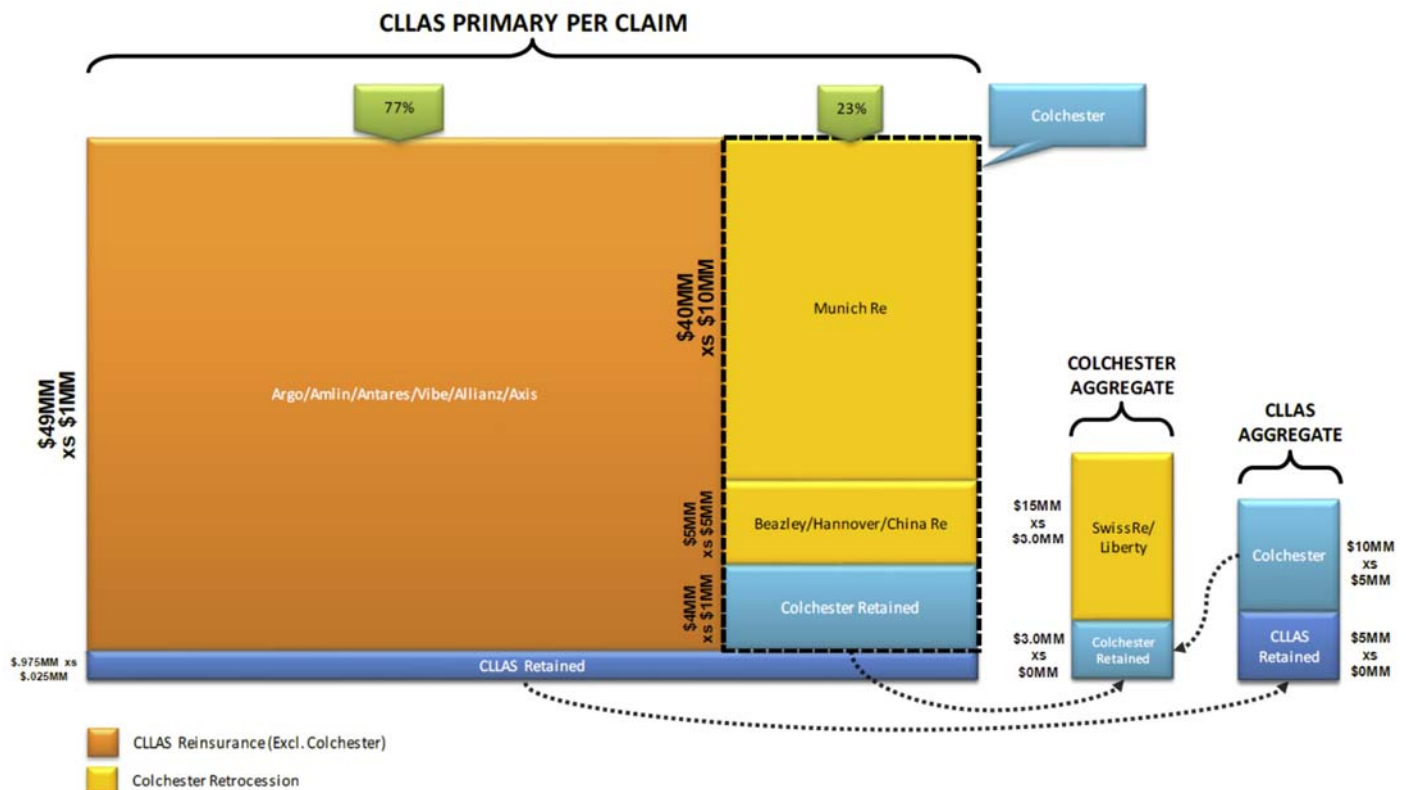 CLLAS PRIMARY PER CLAIM
77%
23%
Colchester
$49MM
xs $1MM
Argo/Amlin/Antares/Vibe/Allianz/Axis
$40MM
xs $10MM
Munich Re
$5MM
xs $5MM
Beazley/Hannover/China Re
$4MM
xs $1MM
Colchester Retained
$.975MM xs
$.025MM
CLLAS Retained
COLCHESTER
AGGREGATE
$15MM
xs
$3.0MM
SwissRe/
Liberty
$3.0MM
xs
$0MM
Colchester
Retained
CLLAS
AGGREGATE
Colchester
$10MM
xs
$5MM
CLLAS
Retained
$5MM
xs
$0MM
CLLAS Reinsurance (Excl. Colchester)
Colchester Retrocession